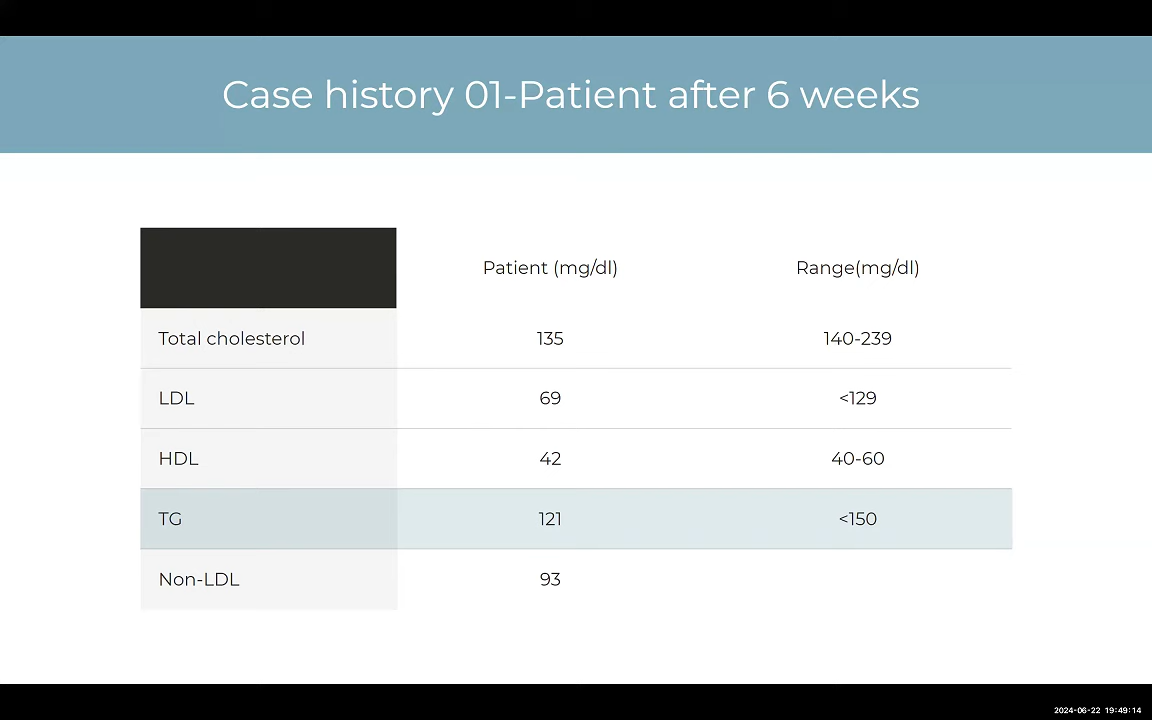 Case history 01-Patient after 6 weeks
Patient (mg/dl) Range(mg/dl)
Total cholesterol 135 140-239
LDL 69 <129
HDL 42 40-60
TG 121 <150
Non-LDL 93
2024-06-22 19:49:14